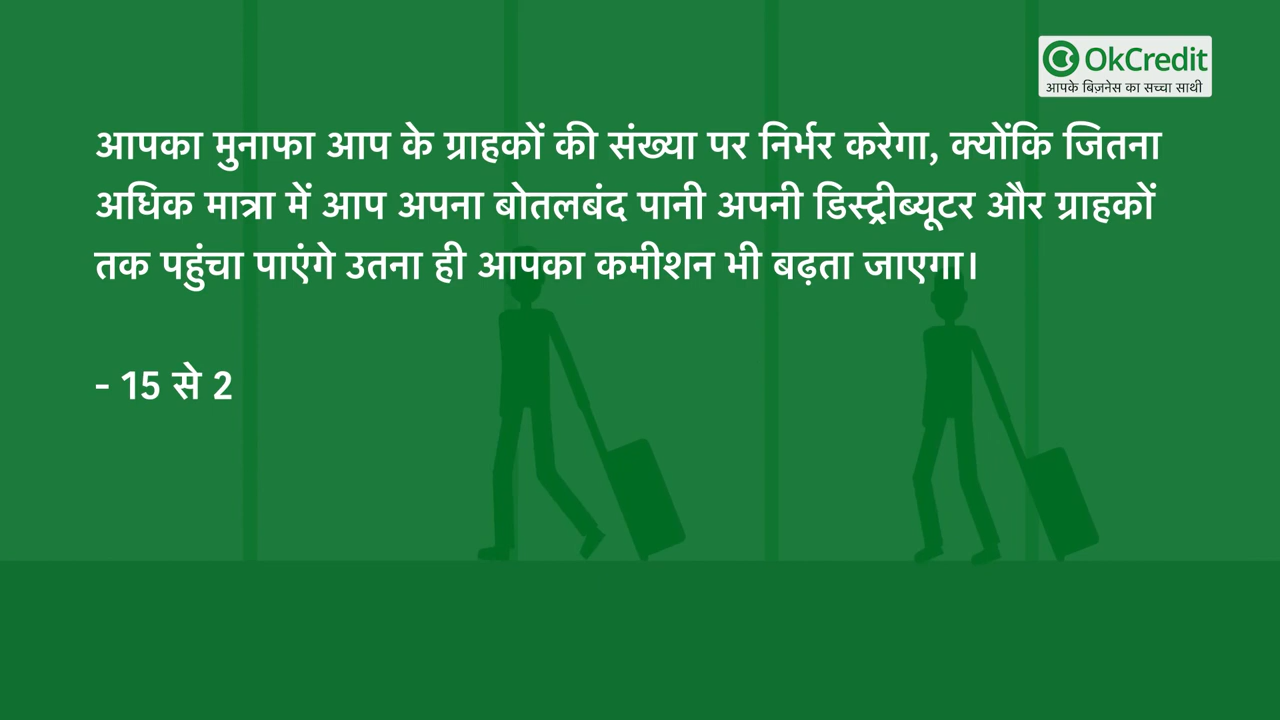 OkCredit
आपके बिज़नेस का सच्चा साथी
आपका मुनाफा आप के ग्राहकों की संख्या पर निर्भर करेगा, क्योंकि जितना
अधिक मात्रा में आप अपना बोतलबंद पानी अपनी डिस्ट्रीब्यूटर और ग्राहकों
तक पहुंचा पाएंगे उतना ही आपका कमीशन भी बढ़ता जाएगा।
- 15 से 2